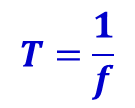 T = 1/f